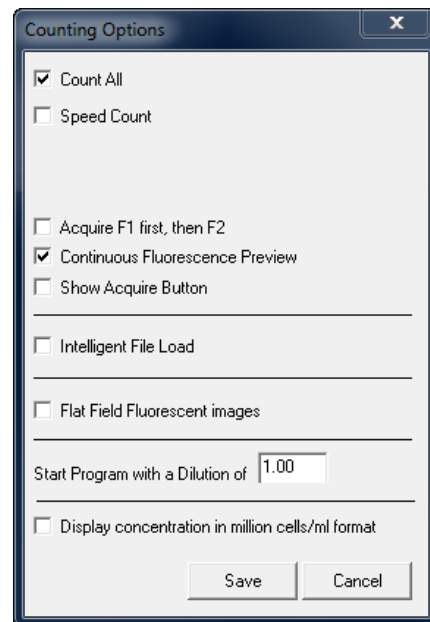 Counting Options
Count All
Speed Count
Acquire F1 first, then F2
Continuous Fluorescence Preview
Show Acquire Button
Intelligent File Load
Flat Field Fluorescent images
Start Program with a Dilution of 1.00
Display concentration in million cells/ml format
Save Cancel